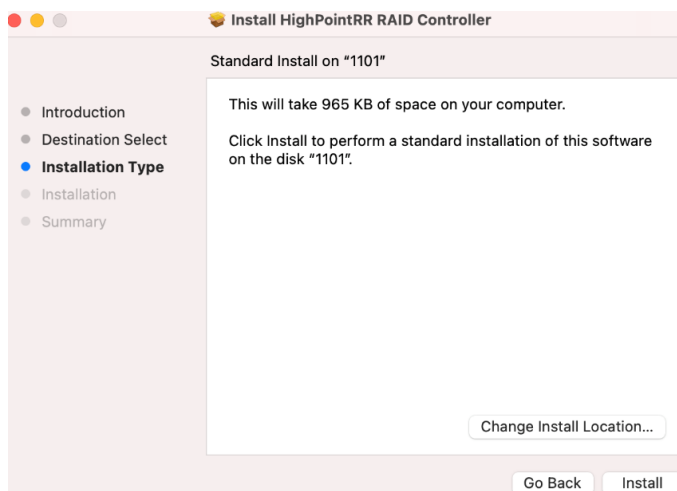 Install HighPointRR RAID Controller
Standard Install on “1101”
Introduction
Destination Select
Installation Type
Installation
Summary
This will take 965 KB of space on your computer.
Click Install to perform a standard installation of this software
on the disk “1101”.
Change Install Location...
Go Back
Install